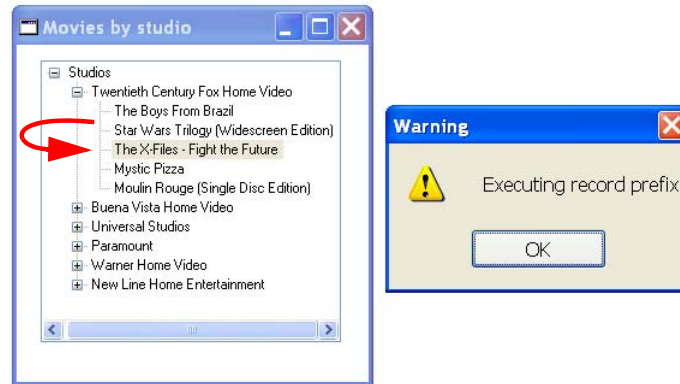 Movies by studio
Studios
Twentieth Century Fox Home Video
The Boys From Brazil
Star Wars Trilogy (Widescreen Edition)
The X-Files - Fight the Future
Mystic Pizza
Moulin Rouge (Single Disc Edition)
Buena Vista Home Video
Universal Studios
Paramount
Warner Home Video
New Line Home Entertainment
Warning
Executing record prefix
OK